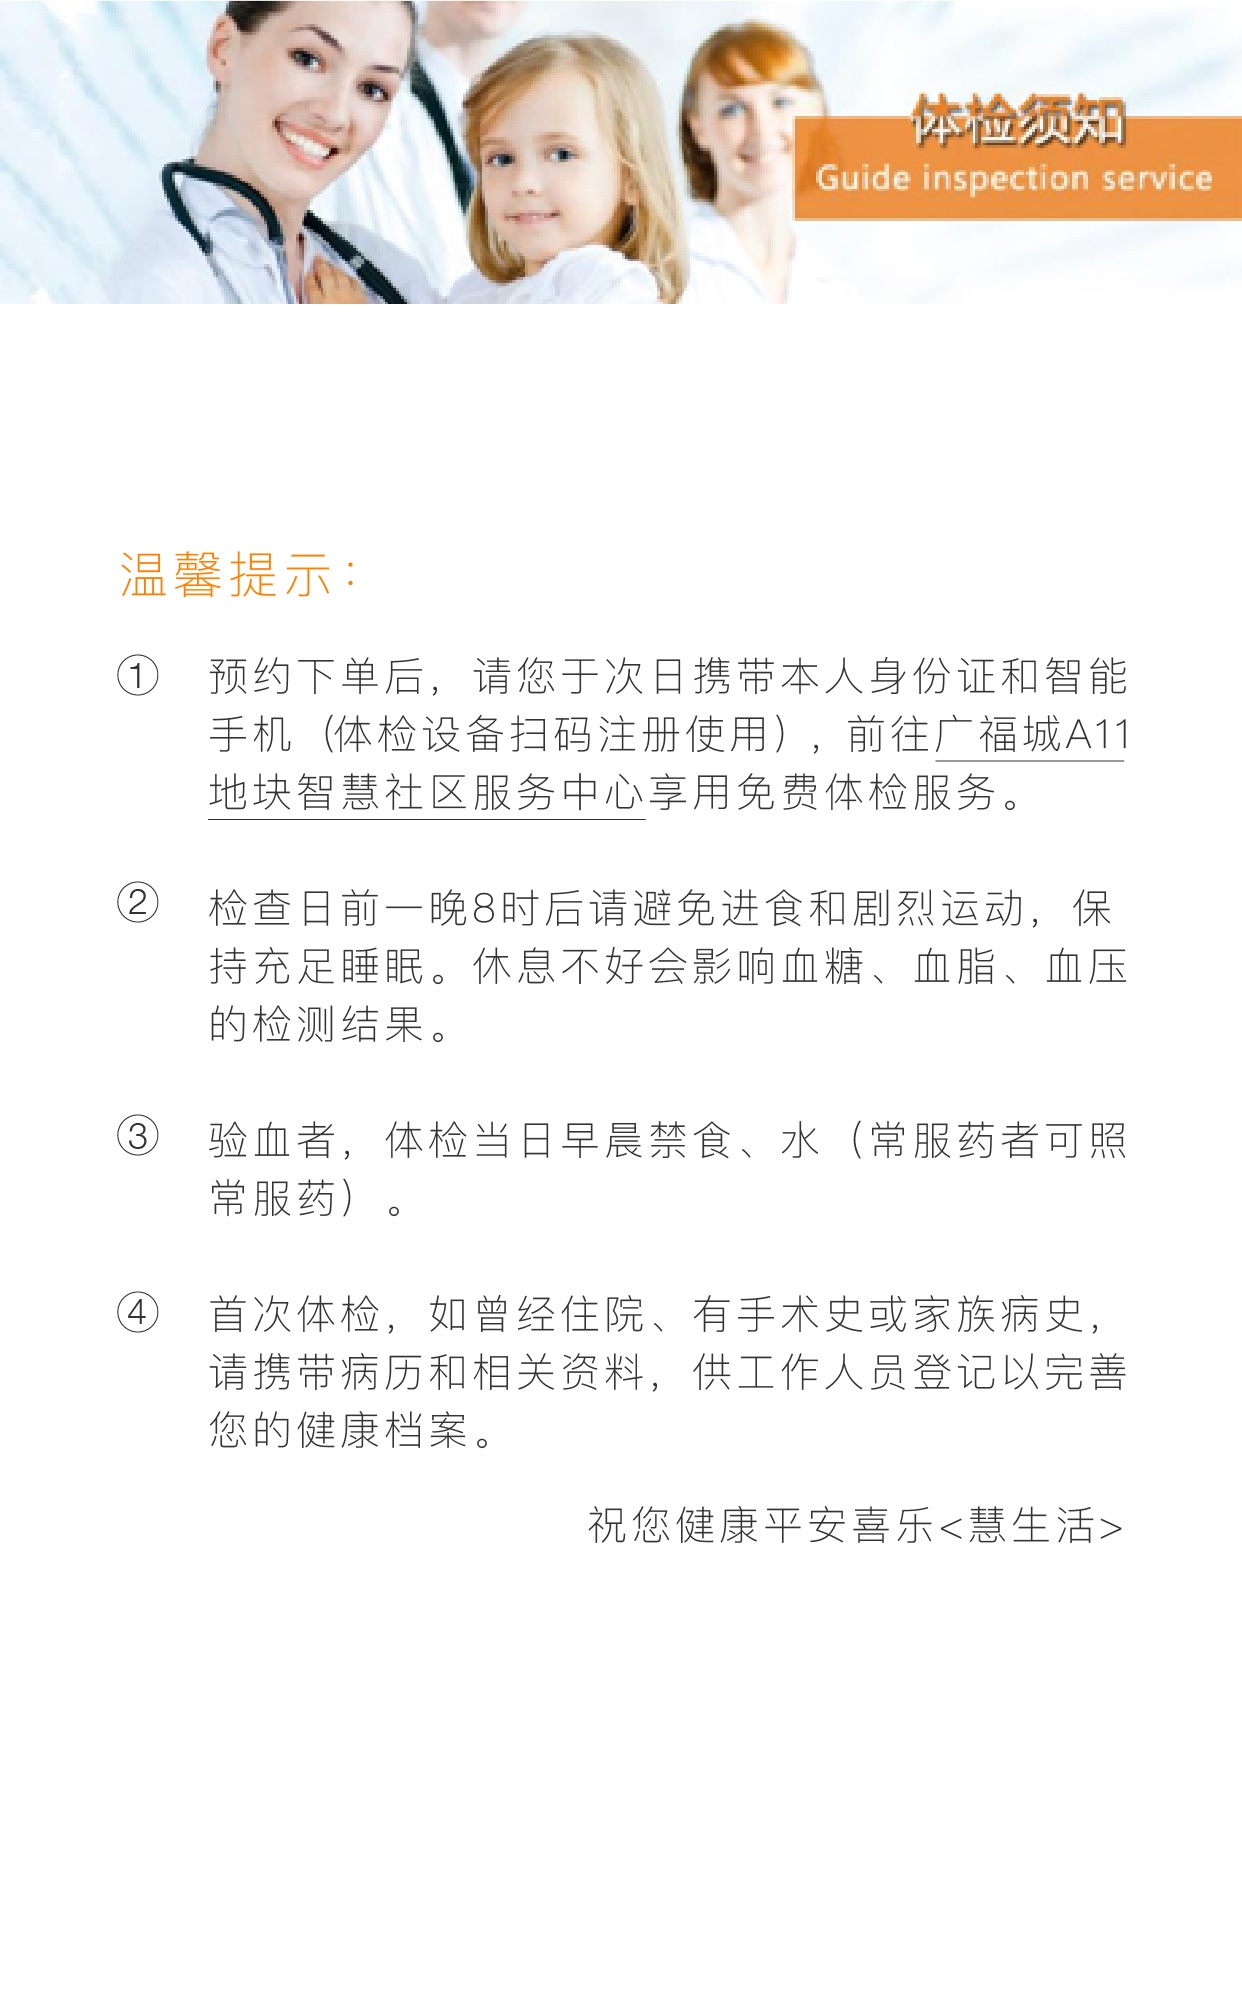 体检须知
Guide inspection service
温馨提示：
① 预约下单后，请您于次日携带本人身份证和智能
手机（体检设备扫码注册使用），前往广福城A11
地块智慧社区服务中心享用免费体检服务。
② 检查日前一晚8时后请避免进食和剧烈运动，保
持充足睡眠。休息不好会影响血糖、血脂、血压
的检测结果。
③ 验血者，体检当日早晨禁食、水（常服药者可照
常服药）。
④ 首次体检，如曾经住院、有手术史或家族病史，
请携带病历和相关资料，供工作人员登记以完善
您的健康档案。
祝您健康平安喜乐<慧生活>